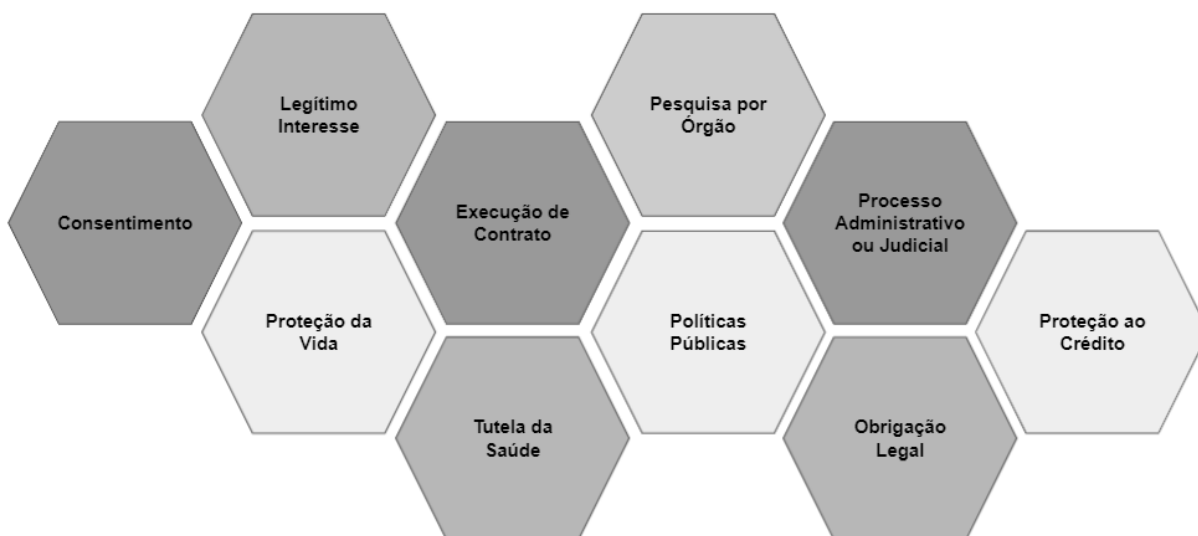 Legítimo
Interesse
Pesquisa por
Órgão
Consentimento
Execução de
Contrato
Processo
Administrativo
ou Judicial
Proteção da
Vida
Políticas
Públicas
Proteção ao
Crédito
Tutela da
Saúde
Obrigação
Legal